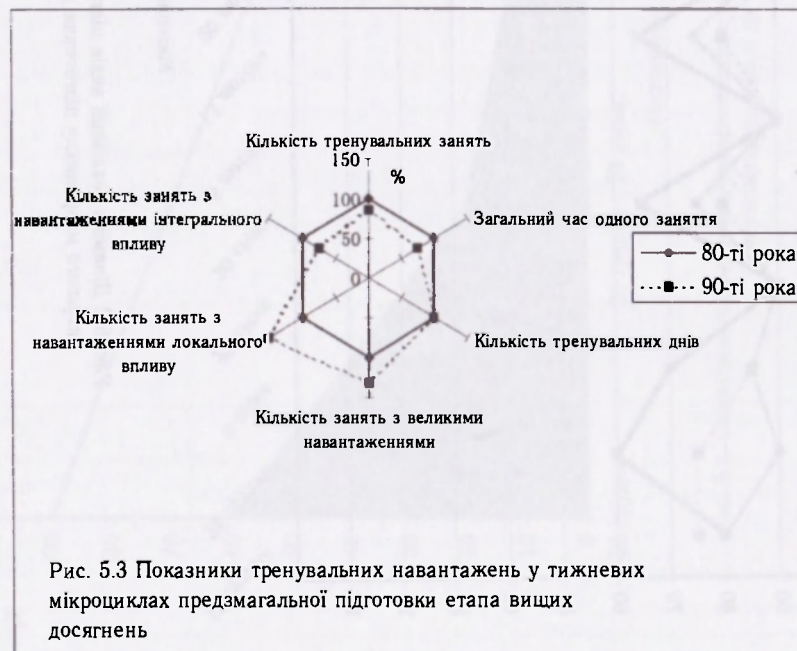 Кількість тренувальних занять
150
%
100
50
0
Кількість занять з
навантаженнями інтегрального
впливу
Загальний час одного заняття
80-ті рока
90-ті рока
Кількість занять з
навантаженнями локального
впливу
Кількість тренувальних днів
Кількість занять з великими
навантаженнями
Рис. 5.3 Показники тренувальних навантажень у тижневих
мікроциклах предзмагальної підготовки етапа вищих
досягнень